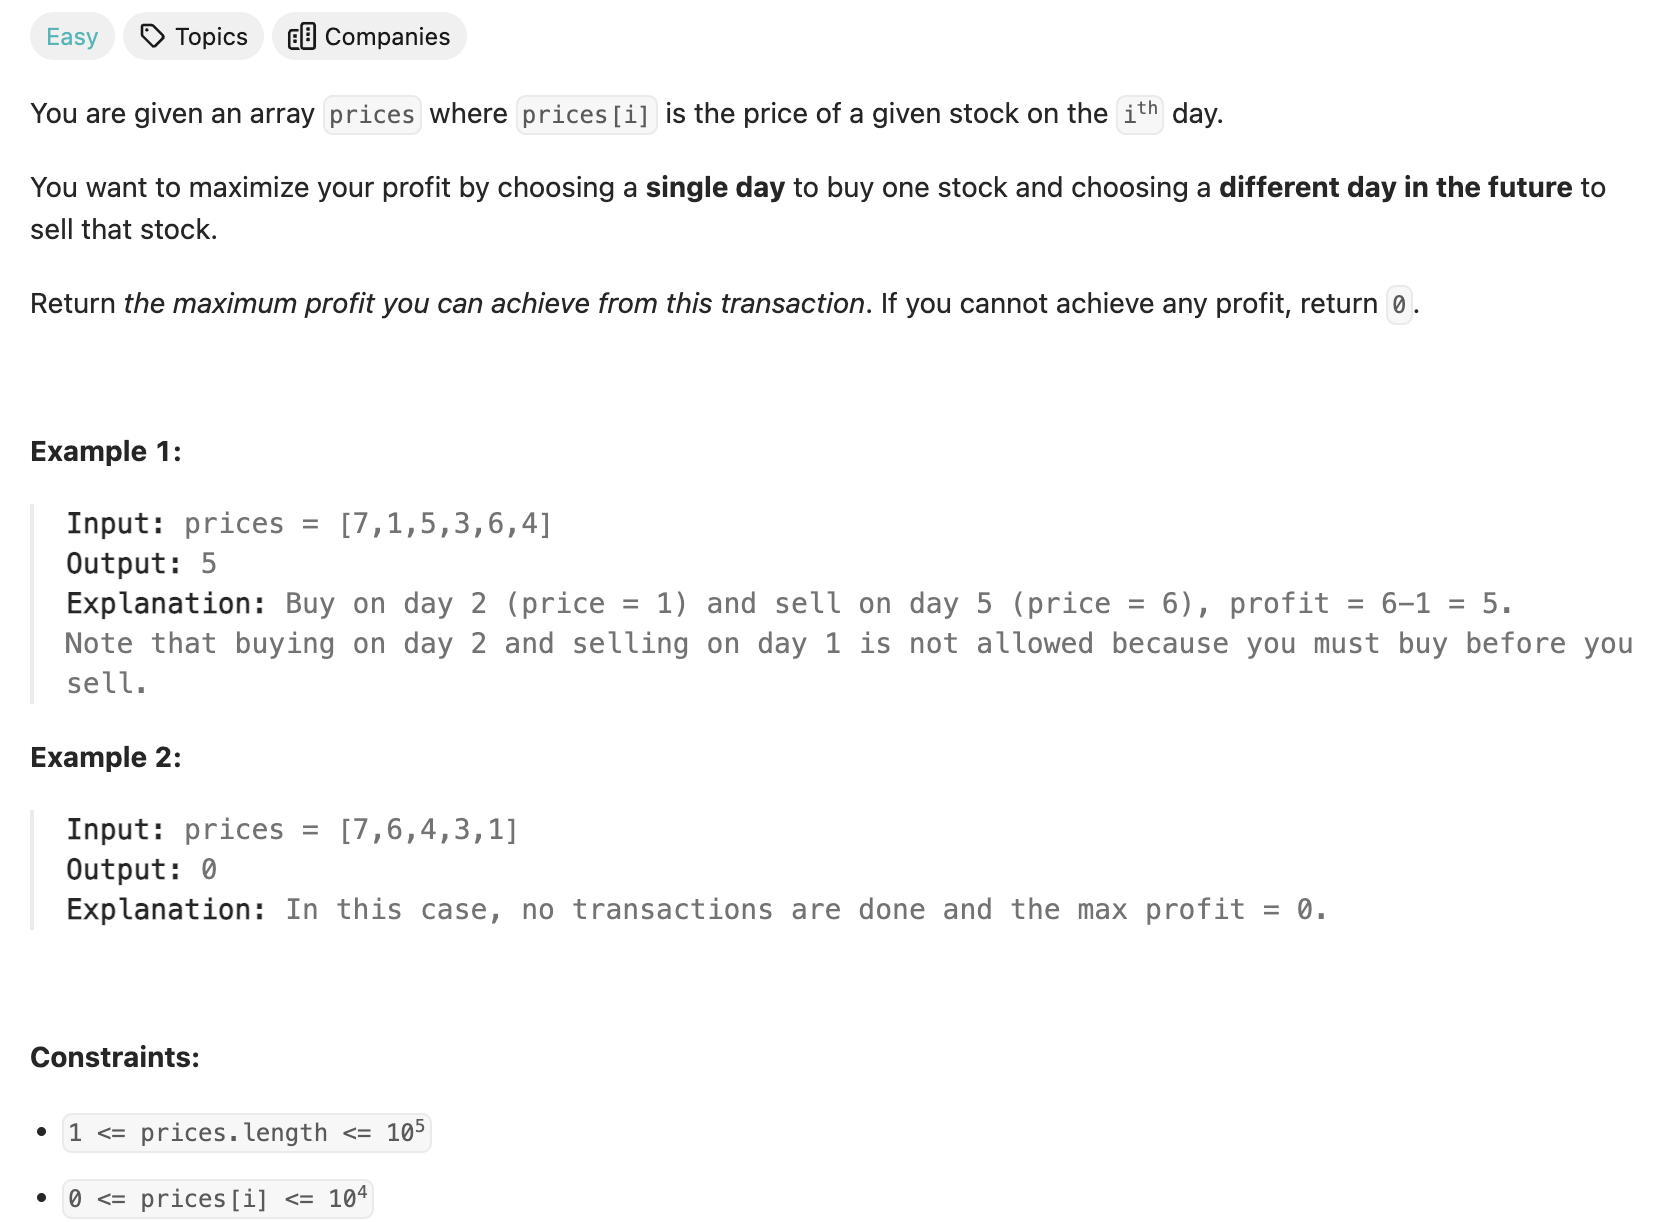 Easy Topics Companies
You are given an array prices where prices[i] is the price of a given stock on the iᵗʰ day.
You want to maximize your profit by choosing a single day to buy one stock and choosing a different day in the future to
sell that stock.
Return the maximum profit you can achieve from this transaction. If you cannot achieve any profit, return 0.
Example 1:
Input: prices = [7,1,5,3,6,4]
Output: 5
Explanation: Buy on day 2 (price = 1) and sell on day 5 (price = 6), profit = 6-1 = 5.
Note that buying on day 2 and selling on day 1 is not allowed because you must buy before you
sell.
Example 2:
Input: prices = [7,6,4,3,1]
Output: 0
Explanation: In this case, no transactions are done and the max profit = 0.
Constraints:
• 1 <= prices.length <= 10⁵
• 0 <= prices[i] <= 10⁴